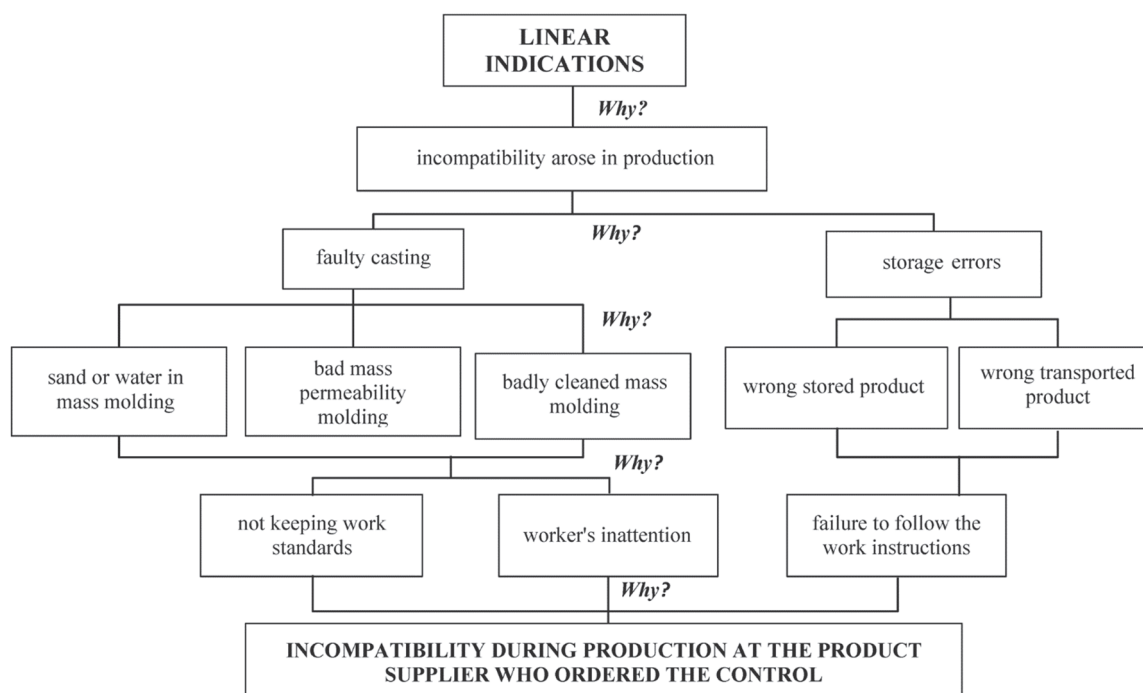 LINEAR
INDICATIONS
Why?
incompatibility arose in production
Why?
faulty casting
storage errors
Why?
sand or water in
mass molding
bad mass
permeability
molding
badly cleaned mass
molding
wrong stored product
wrong transported
product
Why?
not keeping work
standards
worker's inattention
failure to follow the
work instructions
Why?
INCOMPATIBILITY DURING PRODUCTION AT THE PRODUCT
SUPPLIER WHO ORDERED THE CONTROL